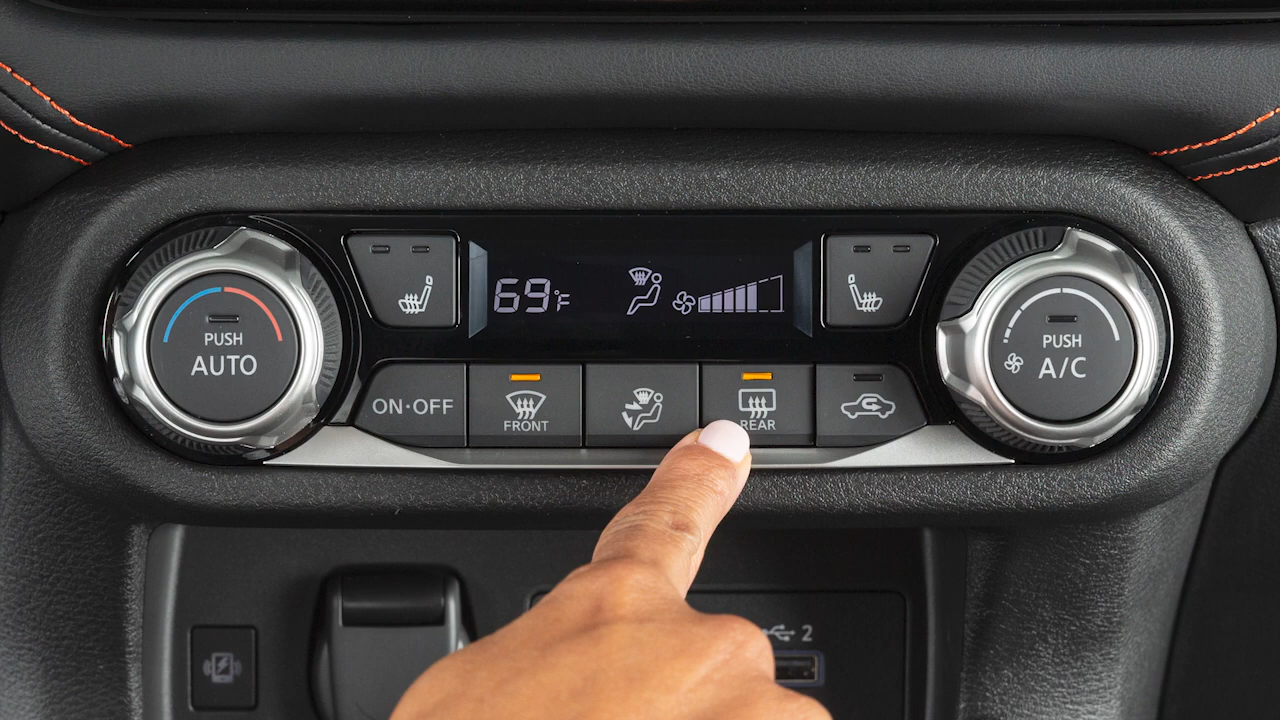 69°F
PUSH
AUTO
PUSH
A/C
ON·OFF
FRONT
REAR
2